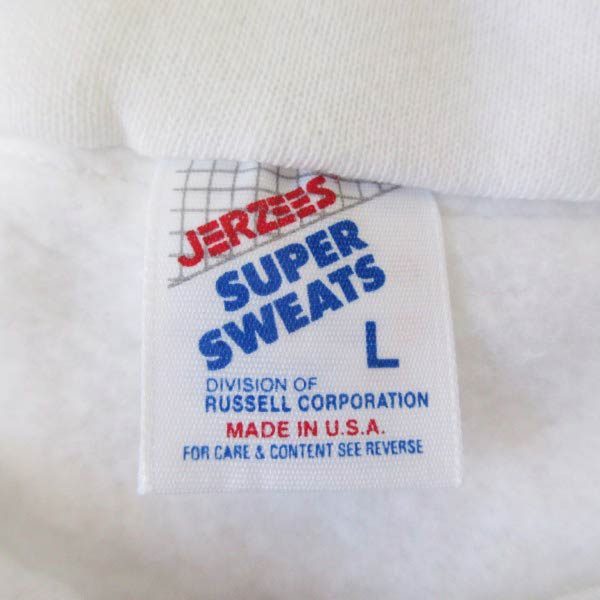 JERZEES
SUPER
SWEATS
L
DIVISION OF
RUSSELL CORPORATION
MADE IN U.S.A.
FOR CARE & CONTENT SEE REVERSE